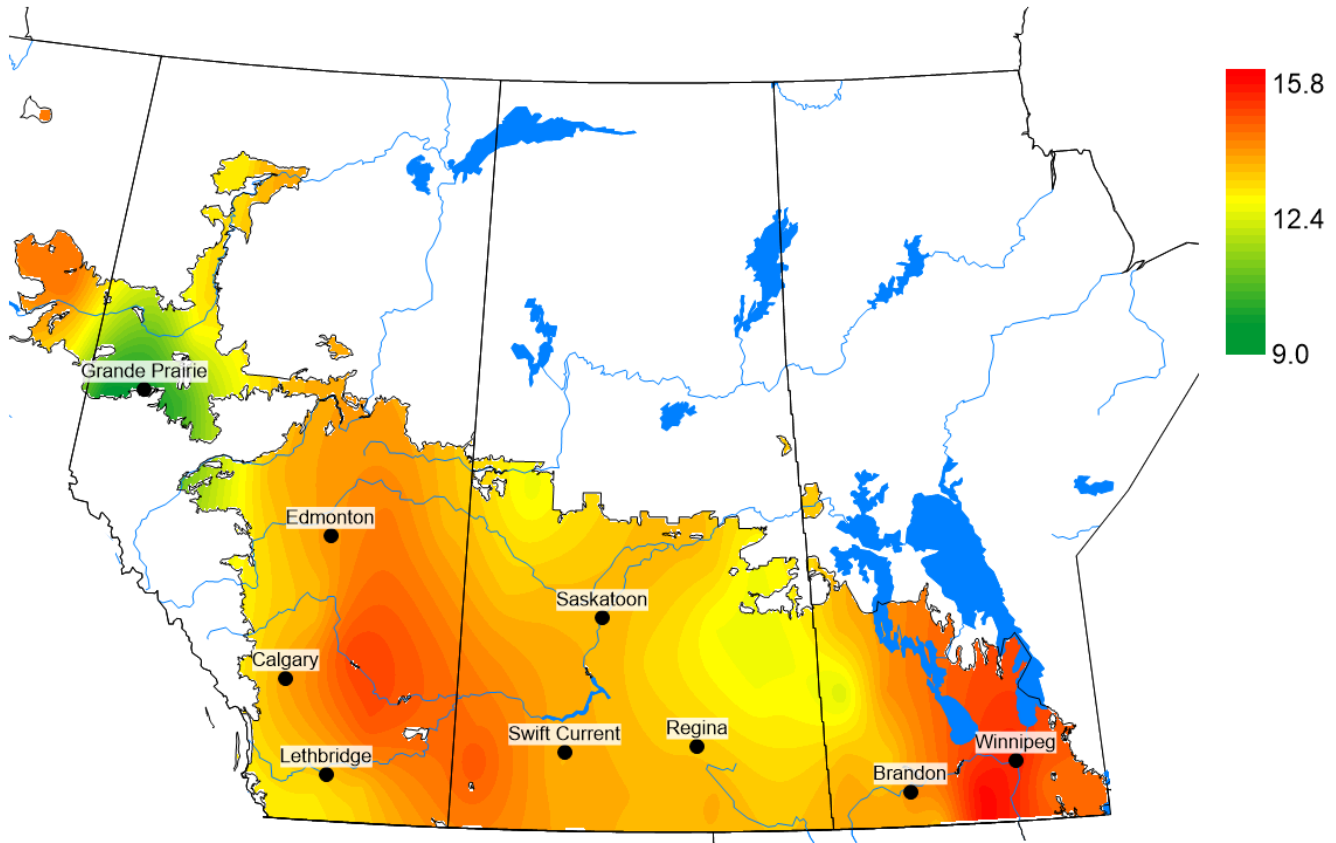 15.8
12.4
9.0
Grande Prairie
Edmonton
Saskatoon
Calgary
Regina
Swift Current
Winnipeg
Lethbridge
Brandon